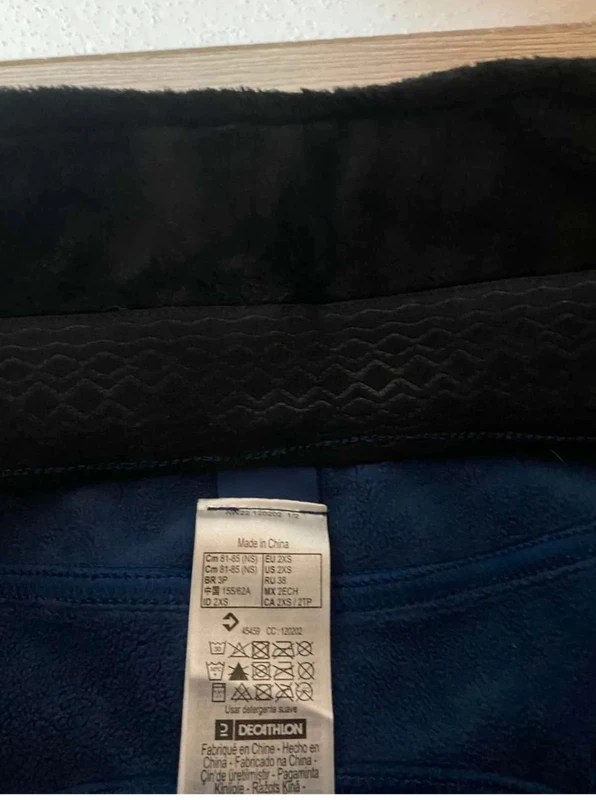 Made in China
Cm 81-85 (NS) EU 2XS
Cm 81-85 (NS) US 2XS
BR 3P RU 38
中国 155/62A MX 2ECH
ID 2XS CA 2XS / 2TP
45459 CC: 120202
30
Usar detergente suave
DECATHLON
Fabriqué en Chine - Hecho en
China - Fabricado na China -
Çin'de üretilmiştir - Pagaminta
Kinijoje - Ražots Ķīnā -